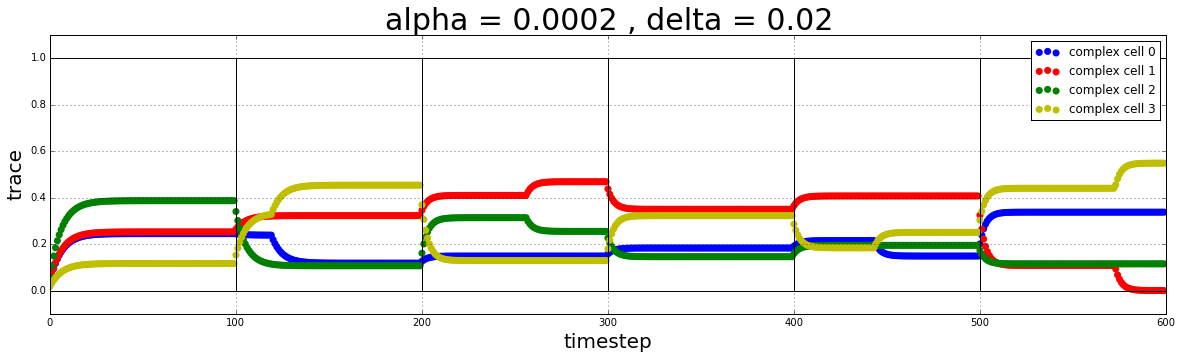 alpha = 0.0002 , delta = 0.02
complex cell 0
complex cell 1
complex cell 2
complex cell 3
trace
1.0
0.8
0.6
0.4
0.2
0.0
0 100 200 300 400 500 600
timestep